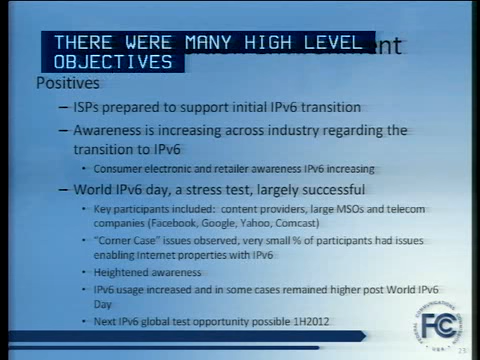 THERE WERE MANY HIGH LEVEL
OBJECTIVES
Positives
– ISPs prepared to support initial IPv6 transition
– Awareness is increasing across industry regarding the
transition to IPv6
• Consumer electronic and retailer awareness IPv6 increasing
– World IPv6 day, a stress test, largely successful
• Key participants included: content providers, large MSOs and telecom
companies (Facebook, Google, Yahoo, Comcast)
• “Corner Case” issues observed, very small % of participants had issues
enabling Internet properties with IPv6
• Heightened awareness
• IPv6 usage increased and in some cases remained higher post World IPv6
Day
• Next IPv6 global test opportunity possible 1H2012
FEDERAL COMMUNICATIONS COMMISSION
FCC
USA